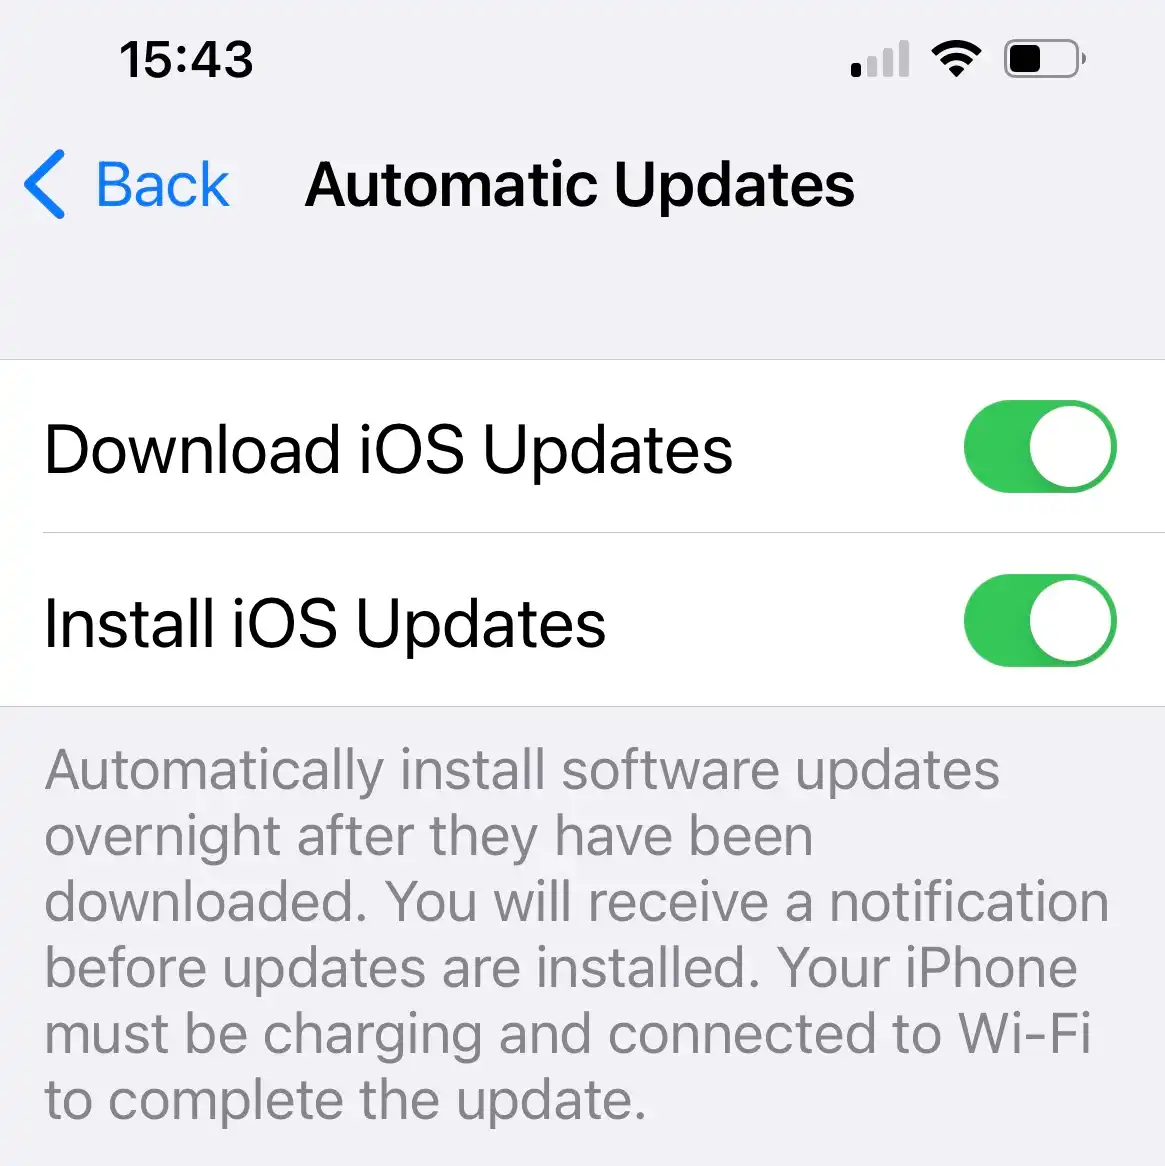 15:43
Back Automatic Updates
Download iOS Updates
Install iOS Updates
Automatically install software updates
overnight after they have been
downloaded. You will receive a notification
before updates are installed. Your iPhone
must be charging and connected to Wi-Fi
to complete the update.